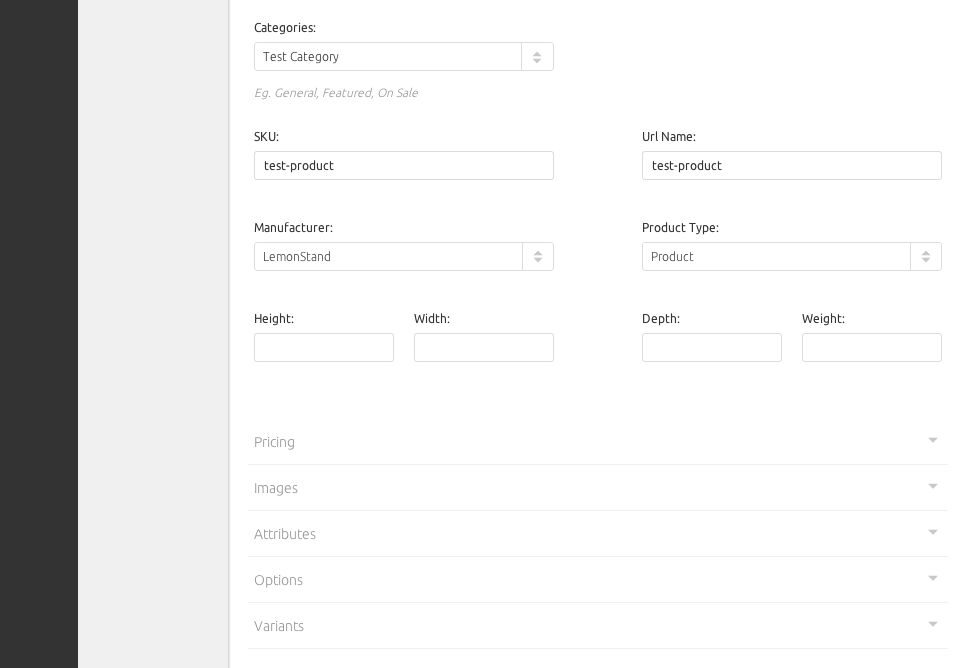 Categories:
Test Category
Eg. General, Featured, On Sale
SKU:
Url Name:
test-product
test-product
Manufacturer:
Product Type:
LemonStand
Product
Height:
Width:
Depth:
Weight:
Pricing
Images
Attributes
Options
Variants